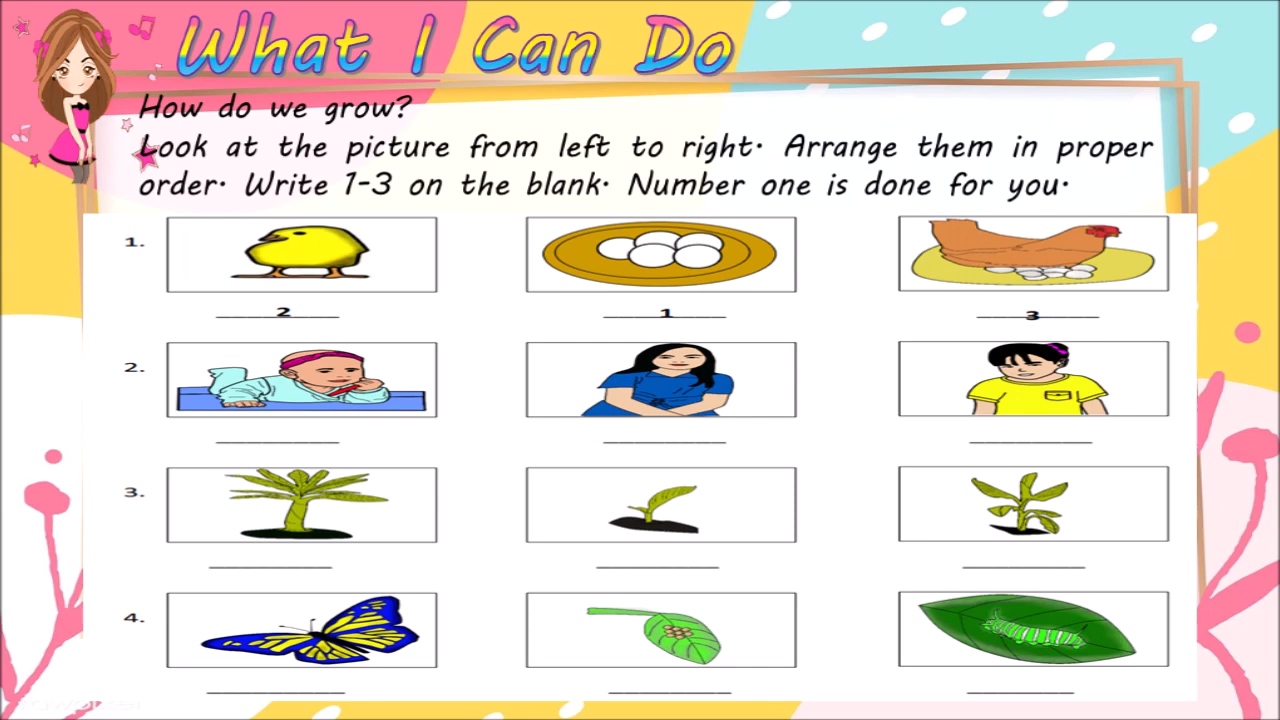 What I Can Do
How do we grow?
Look at the picture from left to right. Arrange them in proper
order. Write 1-3 on the blank. Number one is done for you.
1.
2 1 3
2.
3.
4.